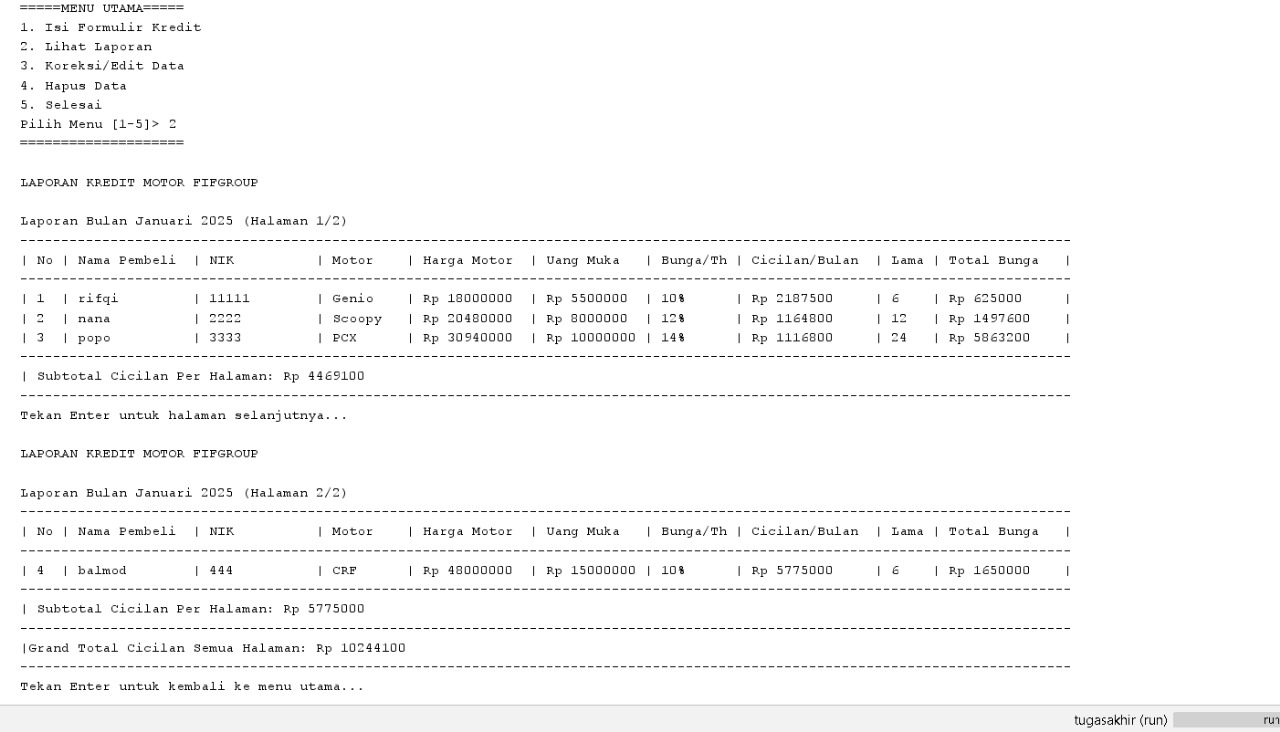 =====MENU UTAMA=====
1. Isi Formulir Kredit
2. Lihat Laporan
3. Koreksi/Edit Data
4. Hapus Data
5. Selesai
Pilih Menu [1-5]> 2
====================
LAPORAN KREDIT MOTOR FIFGROUP
Laporan Bulan Januari 2025 (Halaman 1/2)
--------------------------------------------------------------------------------------------------------------------------------
| No | Nama Pembeli  | NIK          | Motor    | Harga Motor  | Uang Muka   | Bunga/Th | Cicilan/Bulan  | Lama | Total Bunga   |
--------------------------------------------------------------------------------------------------------------------------------
| 1  | rifqi         | 11111        | Genio    | Rp 18000000  | Rp 5500000  | 10%      | Rp 2187500     | 6    | Rp 625000     |
| 2  | nana          | 2222         | Scoopy   | Rp 20480000  | Rp 8000000  | 12%      | Rp 1164800     | 12   | Rp 1497600    |
| 3  | popo          | 3333         | PCX      | Rp 30940000  | Rp 10000000 | 14%      | Rp 1116800     | 24   | Rp 5863200    |
--------------------------------------------------------------------------------------------------------------------------------
| Subtotal Cicilan Per Halaman: Rp 4469100
--------------------------------------------------------------------------------------------------------------------------------
Tekan Enter untuk halaman selanjutnya...
LAPORAN KREDIT MOTOR FIFGROUP
Laporan Bulan Januari 2025 (Halaman 2/2)
--------------------------------------------------------------------------------------------------------------------------------
| No | Nama Pembeli  | NIK          | Motor    | Harga Motor  | Uang Muka   | Bunga/Th | Cicilan/Bulan  | Lama | Total Bunga   |
--------------------------------------------------------------------------------------------------------------------------------
| 4  | balmod        | 444          | CRF      | Rp 48000000  | Rp 15000000 | 10%      | Rp 5775000     | 6    | Rp 1650000    |
--------------------------------------------------------------------------------------------------------------------------------
| Subtotal Cicilan Per Halaman: Rp 5775000
--------------------------------------------------------------------------------------------------------------------------------
|Grand Total Cicilan Semua Halaman: Rp 10244100
--------------------------------------------------------------------------------------------------------------------------------
Tekan Enter untuk kembali ke menu utama...
tugasakhir (run)